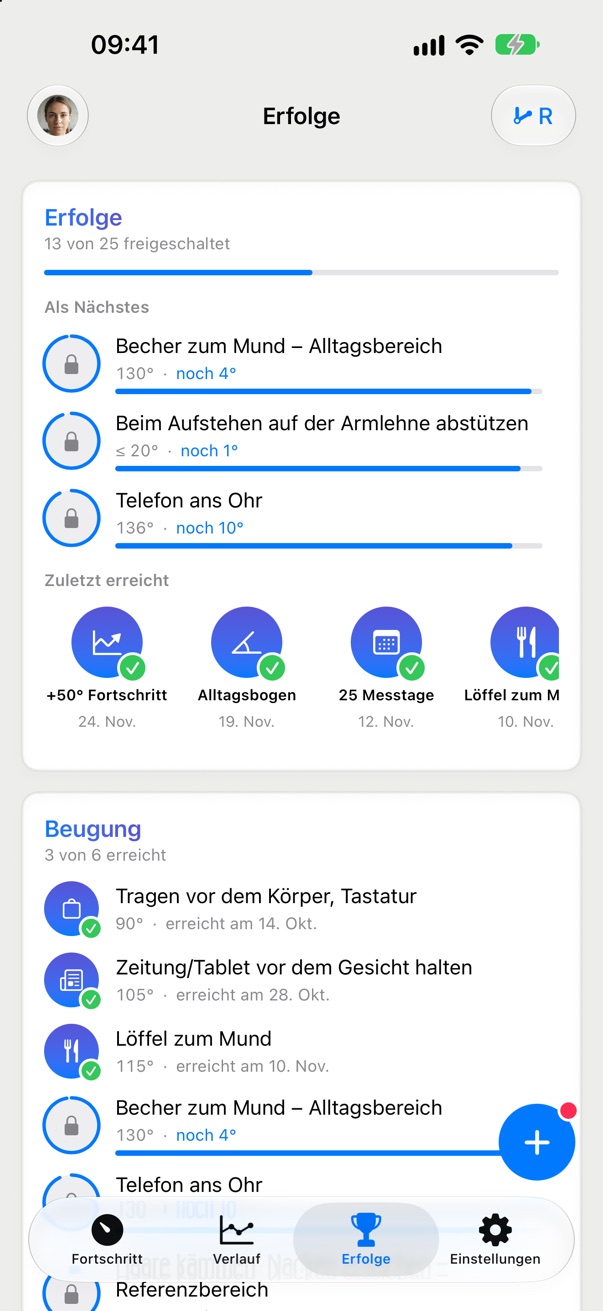 09:41
Erfolge
R
Erfolge
13 von 25 freigeschaltet
Als Nächstes
Becher zum Mund – Alltagsbereich
130° · noch 4°
Beim Aufstehen auf der Armlehne abstützen
≤ 20° · noch 1°
Telefon ans Ohr
136° · noch 10°
Zuletzt erreicht
+50° Fortschritt Alltagsbogen 25 Messtage Löffel zum M
24. Nov. 19. Nov. 12. Nov. 10. Nov.
Beugung
3 von 6 erreicht
Tragen vor dem Körper, Tastatur
90° · erreicht am 14. Okt.
Zeitung/Tablet vor dem Gesicht halten
105° · erreicht am 28. Okt.
Löffel zum Mund
115° · erreicht am 10. Nov.
Becher zum Mund – Alltagsbereich
130° · noch 4°
Telefon ans Ohr
Fortschritt Verlauf Erfolge Einstellungen
Referenzbereich